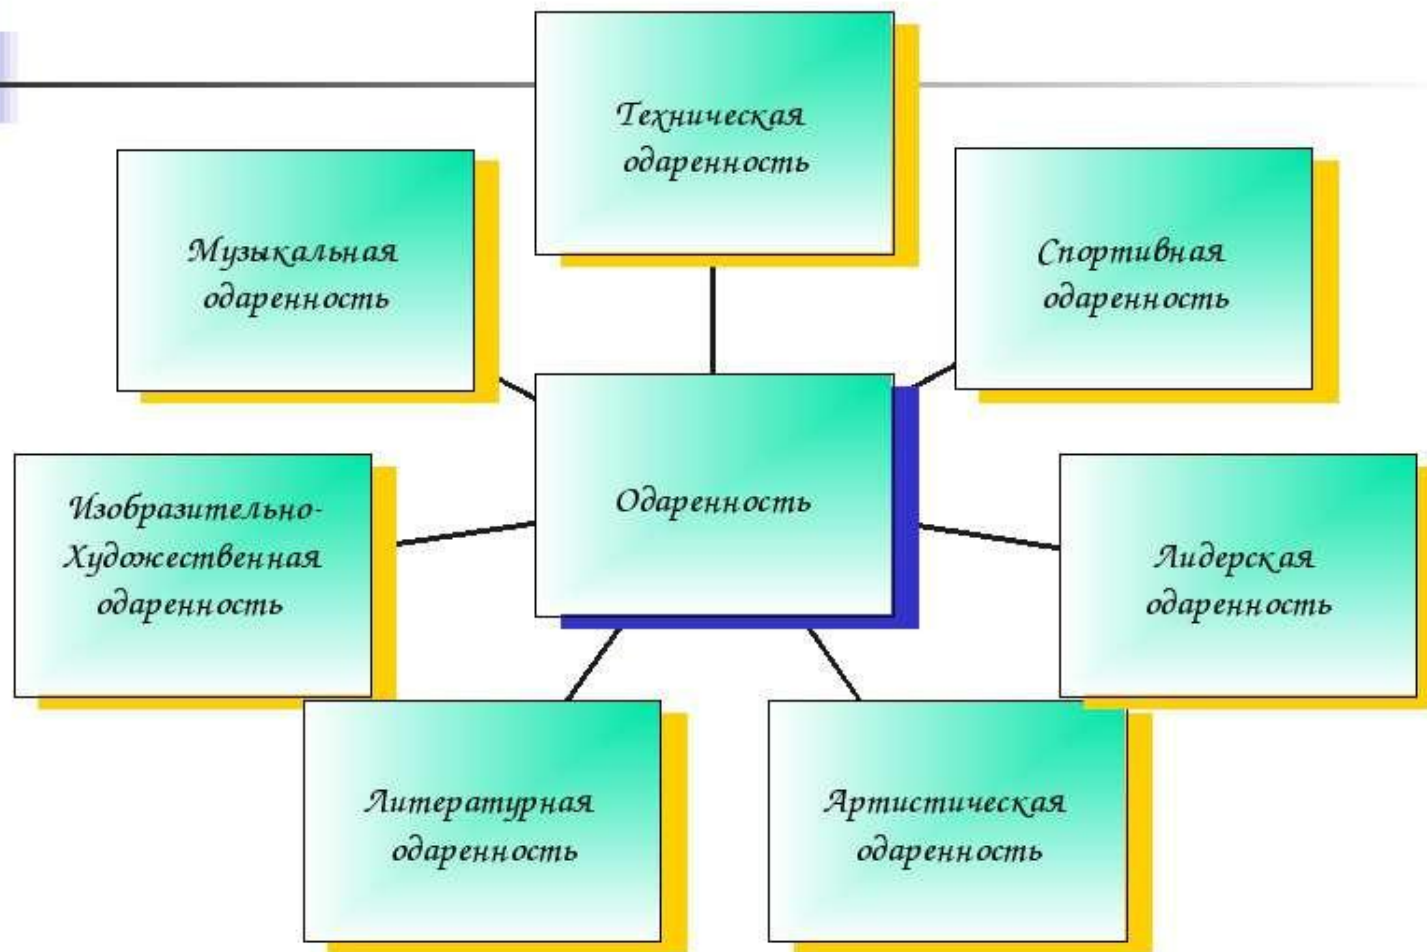 Техническая
одаренность
Музыкальная
одаренность
Спортивная
одаренность
Одаренность
Изобразительно-
Художественная
одаренность
Лидерская
одаренность
Литературная
одаренность
Артистическая
одаренность